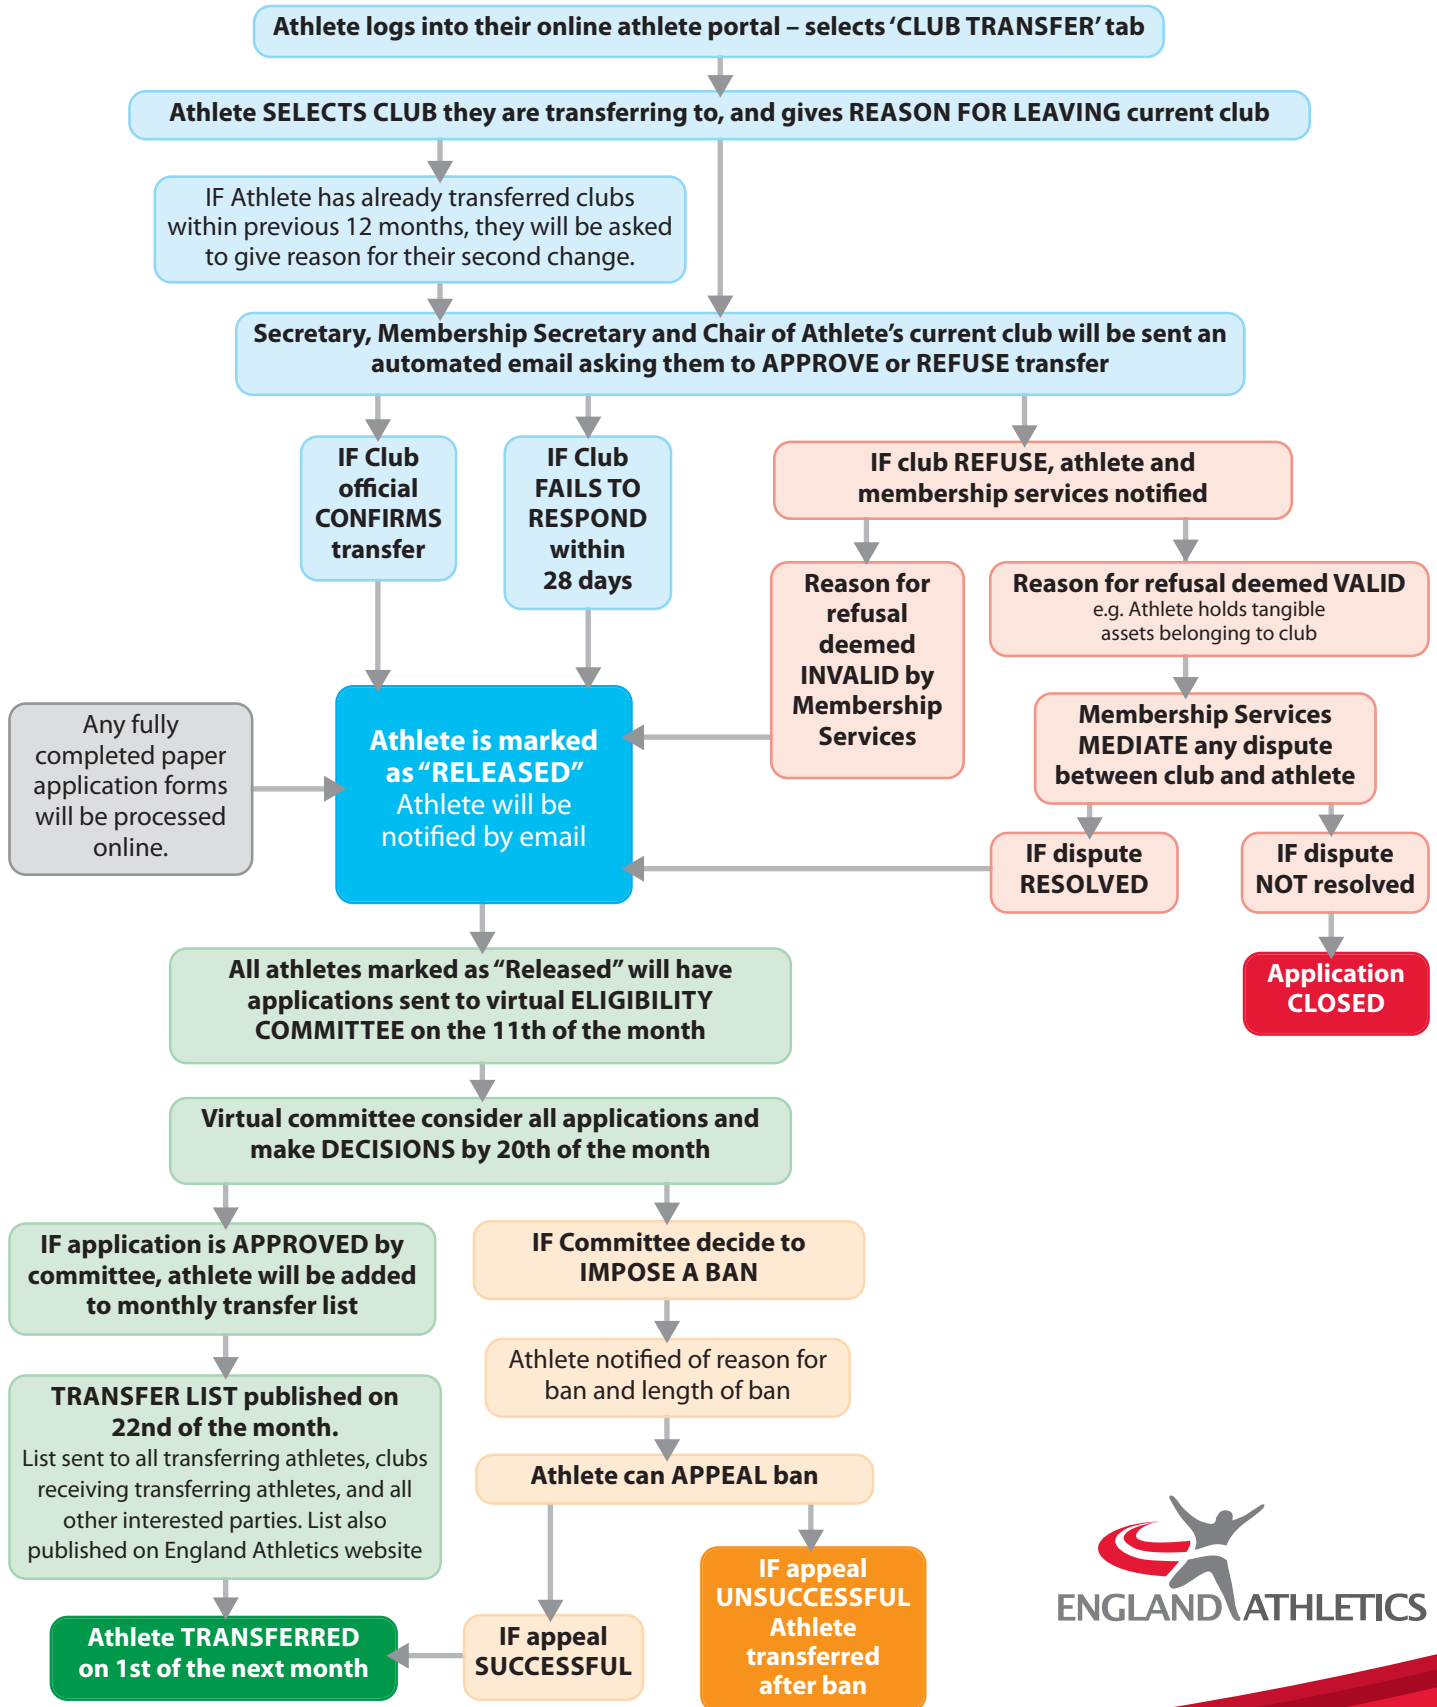 Athlete logs into their online athlete portal – selects ‘CLUB TRANSFER’ tab
Athlete SELECTS CLUB they are transferring to, and gives REASON FOR LEAVING current club
IF Athlete has already transferred clubs
within previous 12 months, they will be asked
to give reason for their second change.
Secretary, Membership Secretary and Chair of Athlete’s current club will be sent an
automated email asking them to APPROVE or REFUSE transfer
IF Club
official
CONFIRMS
transfer
IF Club
FAILS TO
RESPOND
within
28 days
IF club REFUSE, athlete and
membership services notified
Reason for
refusal
deemed
INVALID by
Membership
Services
Reason for refusal deemed VALID
e.g. Athlete holds tangible
assets belonging to club
Membership Services
MEDIATE any dispute
between club and athlete
Any fully
completed paper
application forms
will be processed
online.
Athlete is marked
as “RELEASED”
Athlete will be
notified by email
IF dispute
RESOLVED
IF dispute
NOT resolved
Application
CLOSED
All athletes marked as “Released” will have
applications sent to virtual ELIGIBILITY
COMMITTEE on the 11th of the month
Virtual committee consider all applications and
make DECISIONS by 20th of the month
IF application is APPROVED by
committee, athlete will be added
to monthly transfer list
IF Committee decide to
IMPOSE A BAN
Athlete notified of reason for
ban and length of ban
TRANSFER LIST published on
22nd of the month.
List sent to all transferring athletes, clubs
receiving transferring athletes, and all
other interested parties. List also
published on England Athletics website
Athlete can APPEAL ban
IF appeal
UNSUCCESSFUL
Athlete
transferred
after ban
Athlete TRANSFERRED
on 1st of the next month
IF appeal
SUCCESSFUL
ENGLAND ATHLETICS